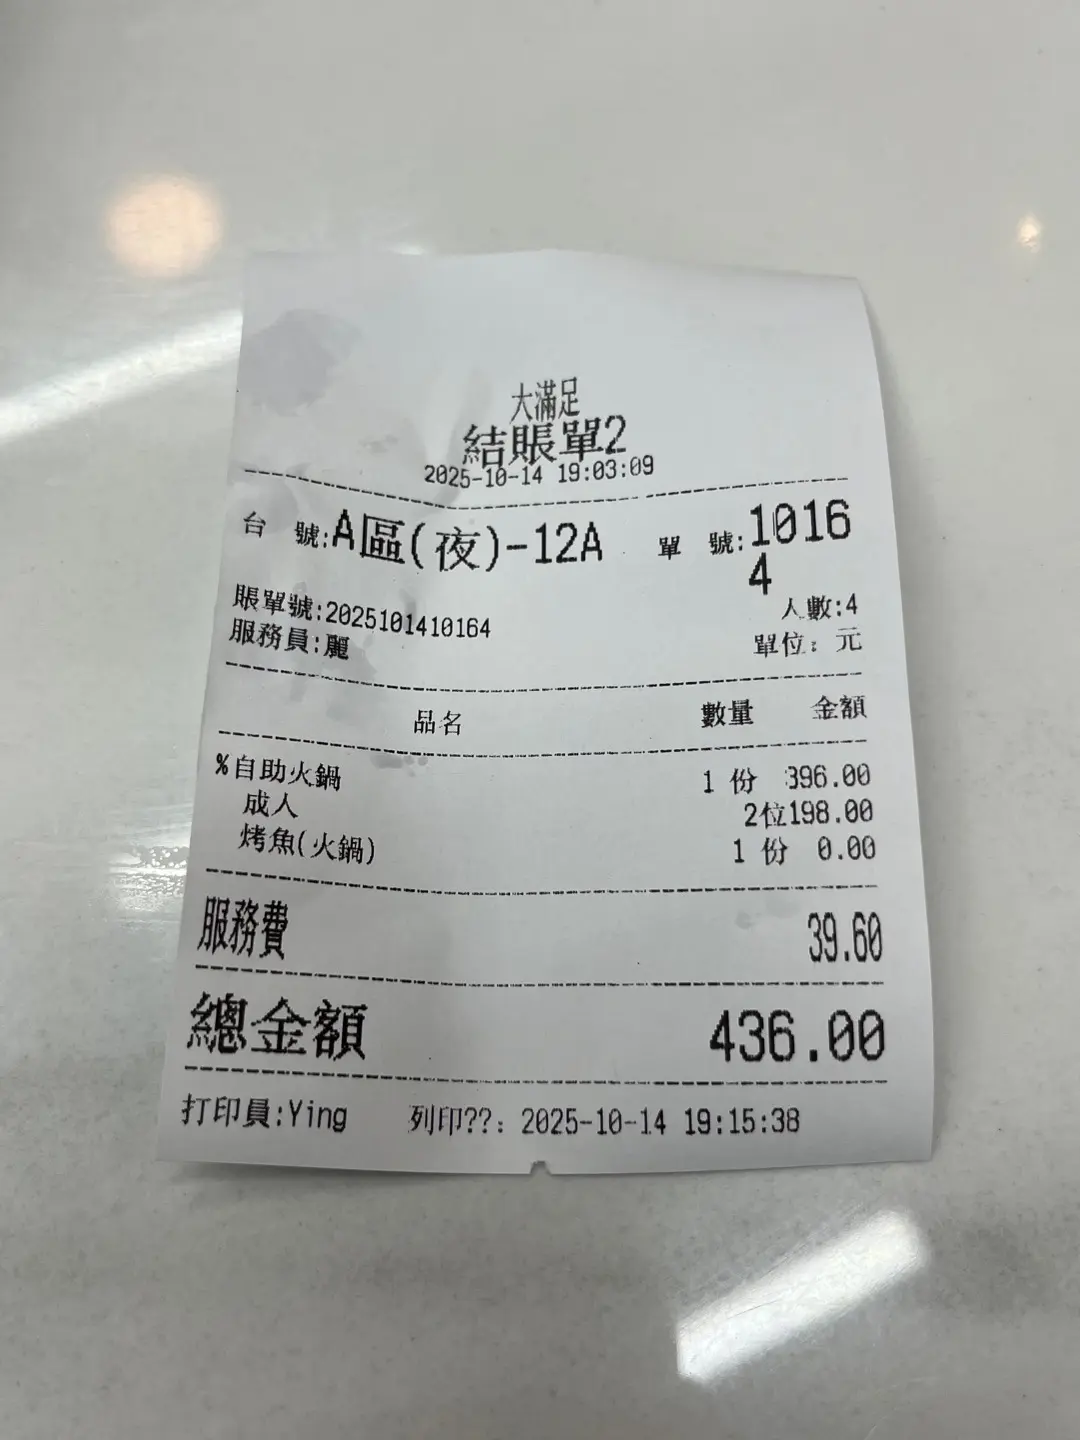 大滿足
結賬單2
2025-10-14 19:03:09
台 號:A區(夜)-12A 單 號:1016
4
賬單號:2025101410164 人數:4
服務員:麗 單位: 元
品名 數量 金額
%自助火鍋 1 份 396.00
成人 2位198.00
烤魚(火鍋) 1 份 0.00
服務費 39.60
總金額 436.00
打印員:Ying 列印??: 2025-10-14 19:15:38